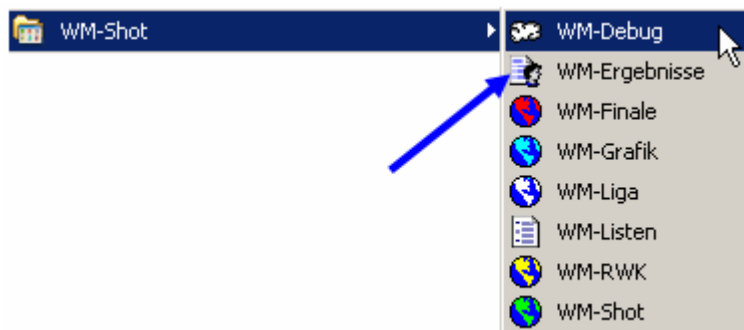 WM-Shot
WM-Debug
WM-Ergebnisse
WM-Finale
WM-Grafik
WM-Liga
WM-Listen
WM-RWK
WM-Shot